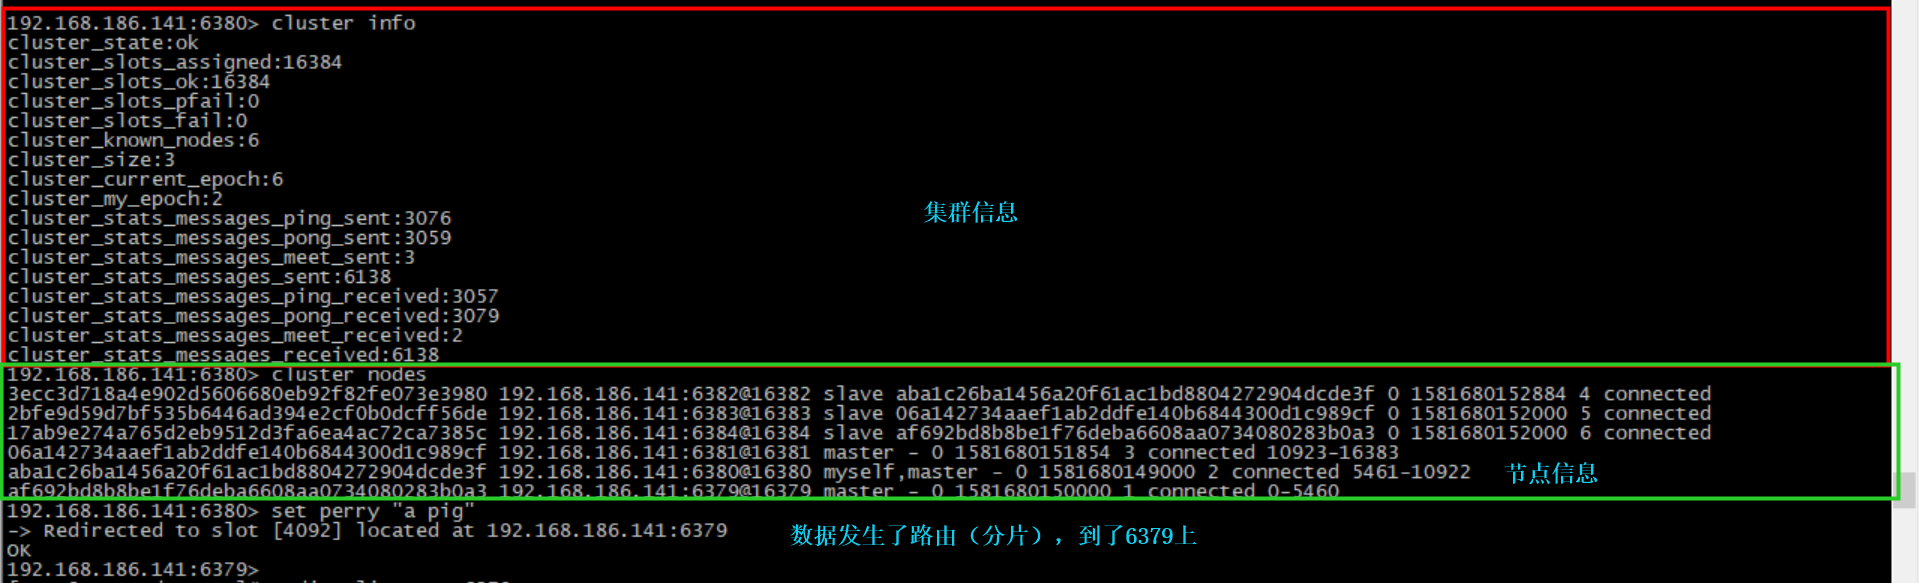 192.168.186.141:6380> cluster info
cluster_state:ok
cluster_slots_assigned:16384
cluster_slots_ok:16384
cluster_slots_pfail:0
cluster_slots_fail:0
cluster_known_nodes:6
cluster_size:3
cluster_current_epoch:6
cluster_my_epoch:2
cluster_stats_messages_ping_sent:3076
集群信息
cluster_stats_messages_pong_sent:3059
cluster_stats_messages_meet_sent:3
cluster_stats_messages_sent:6138
cluster_stats_messages_ping_received:3057
cluster_stats_messages_pong_received:3079
cluster_stats_messages_meet_received:2
cluster_stats_messages_received:6138
192.168.186.141:6380> cluster nodes
3ecc3d718a4e902d5606680eb92f82fe073e3980 192.168.186.141:6382@16382 slave aba1c26ba1456a20f61ac1bd8804272904dcde3f 0 1581680152884 4 connected
2bfe9d59d7bf535b6446ad394e2cf0b0dcff56de 192.168.186.141:6383@16383 slave 06a142734aaef1ab2ddfe140b6844300d1c989cf 0 1581680152000 5 connected
17ab9e274a765d2eb9512d3fa6ea4ac72ca7385c 192.168.186.141:6384@16384 slave af692bd8b8be1f76deba6608aa0734080283b0a3 0 1581680152000 6 connected
06a142734aaef1ab2ddfe140b6844300d1c989cf 192.168.186.141:6381@16381 master - 0 1581680151854 3 connected 10923-16383
aba1c26ba1456a20f61ac1bd8804272904dcde3f 192.168.186.141:6380@16380 myself,master - 0 1581680149000 2 connected 5461-10922
节点信息
af692bd8b8be1f76deba6608aa0734080283b0a3 192.168.186.141:6379@16379 master - 0 1581680150000 1 connected 0-5460
192.168.186.141:6380> set perry "a pig"
-> Redirected to slot [4092] located at 192.168.186.141:6379
数据发生了路由（分片），到了6379上
OK
192.168.186.141:6379>